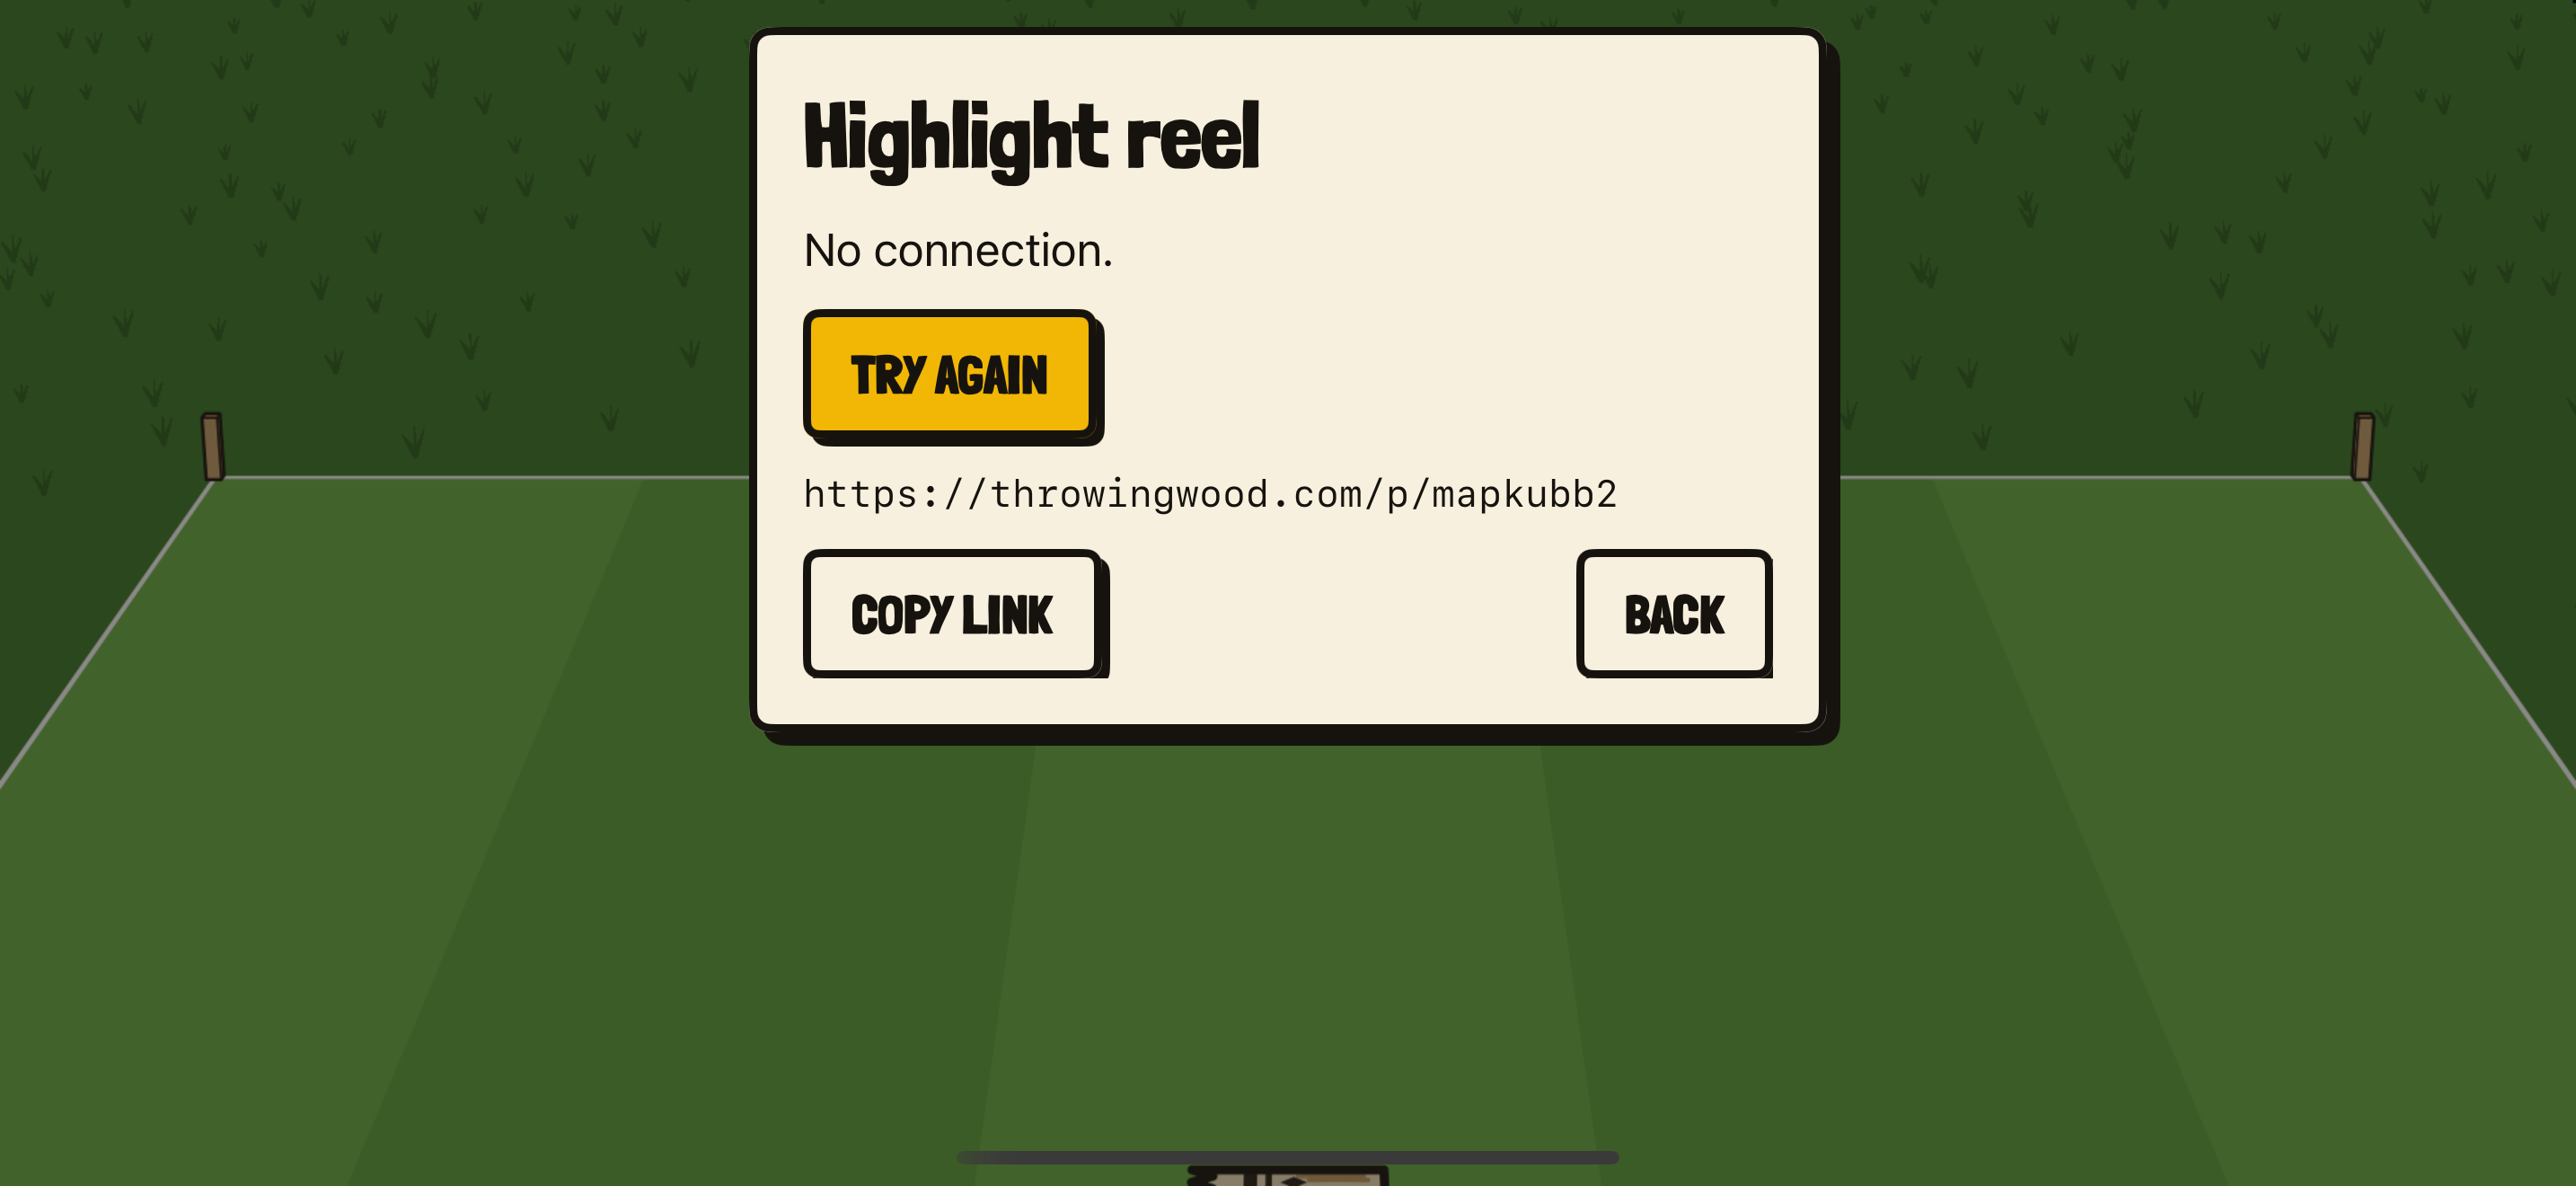 Highlight reel
No connection.
TRY AGAIN
https://throwingwood.com/p/mapkubb2
COPY LINK
BACK